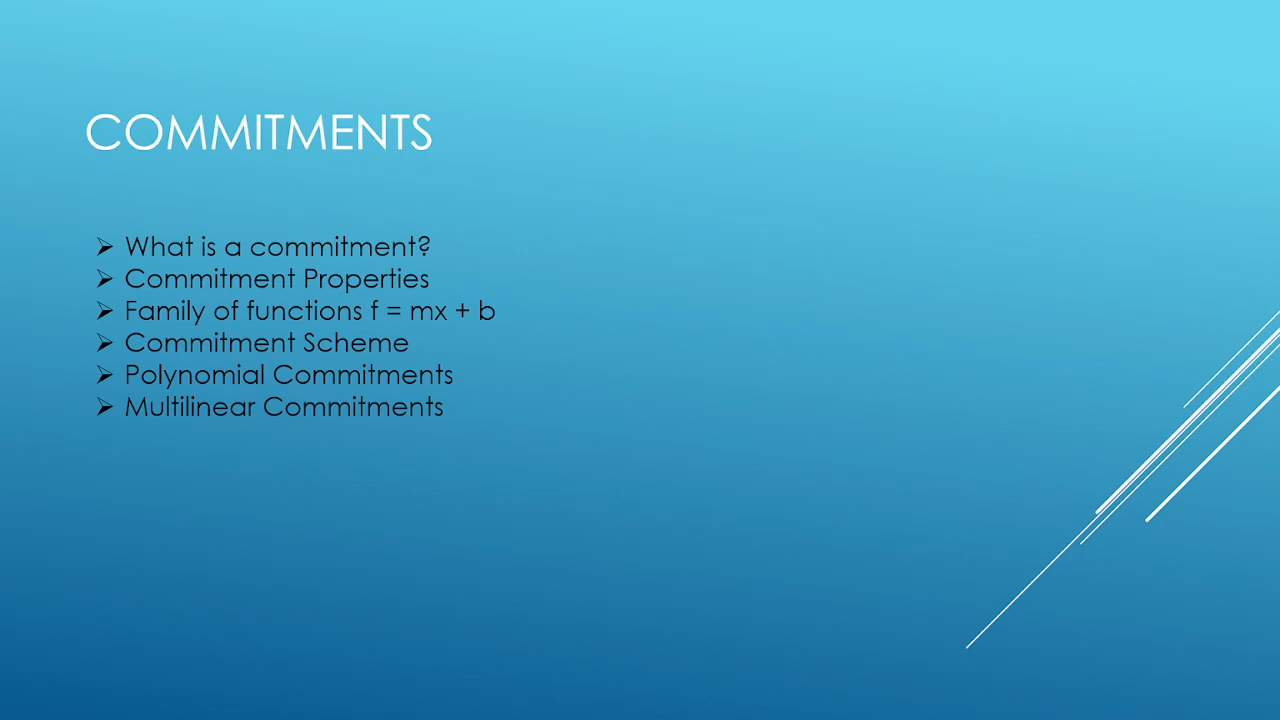 COMMITMENTS
➢ What is a commitment?
➢ Commitment Properties
➢ Family of functions f = mx + b
➢ Commitment Scheme
➢ Polynomial Commitments
➢ Multilinear Commitments